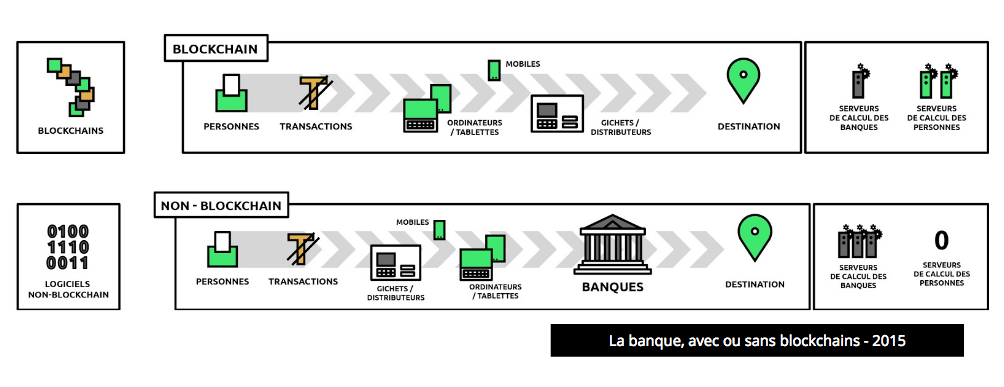 BLOCKCHAINS
BLOCKCHAIN
PERSONNES
TRANSACTIONS
ORDINATEURS
/ TABLETTES
MOBILES
GICHETS /
DISTRIBUTEURS
DESTINATION
SERVEURS
DE CALCUL DES
BANQUES
SERVEURS
DE CALCUL DES
PERSONNES
0100
1110
0011
LOGICIELS
NON-BLOCKCHAIN
NON - BLOCKCHAIN
PERSONNES
TRANSACTIONS
GICHETS /
DISTRIBUTEURS
MOBILES
ORDINATEURS
/ TABLETTES
BANQUES
DESTINATION
SERVEURS
DE CALCUL DES
BANQUES
0
SERVEURS
DE CALCUL DES
PERSONNES
La banque, avec ou sans blockchains - 2015